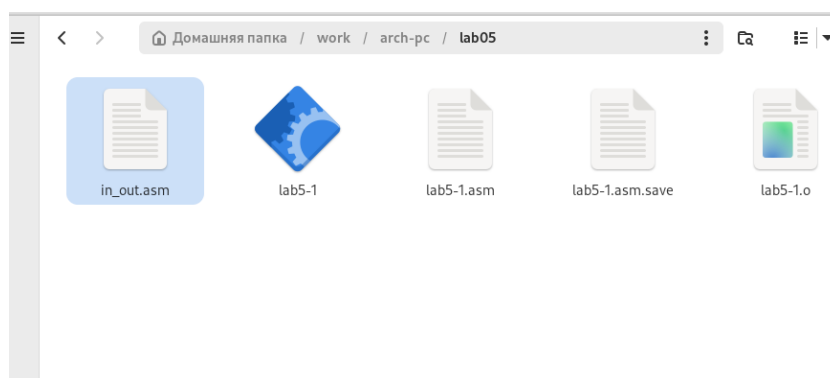 Домашняя папка / work / arch-pc / lab05
in_out.asm
lab5-1
lab5-1.asm
lab5-1.asm.save
lab5-1.o